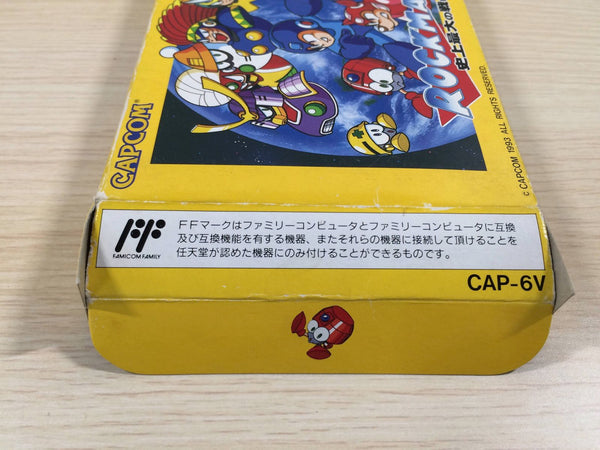 ROCKMA
史上最大の戦
CAPCOM
© CAPCOM 1993 ALL RIGHTS RESERVED.
FF
FAMICOM FAMILY
FFマークはファミリーコンピュータとファミリーコンピュータに互換
及び互換機能を有する機器、またそれらの機器に接続して頂けることを
任天堂が認めた機器にのみ付けることができるものです。
CAP-6V